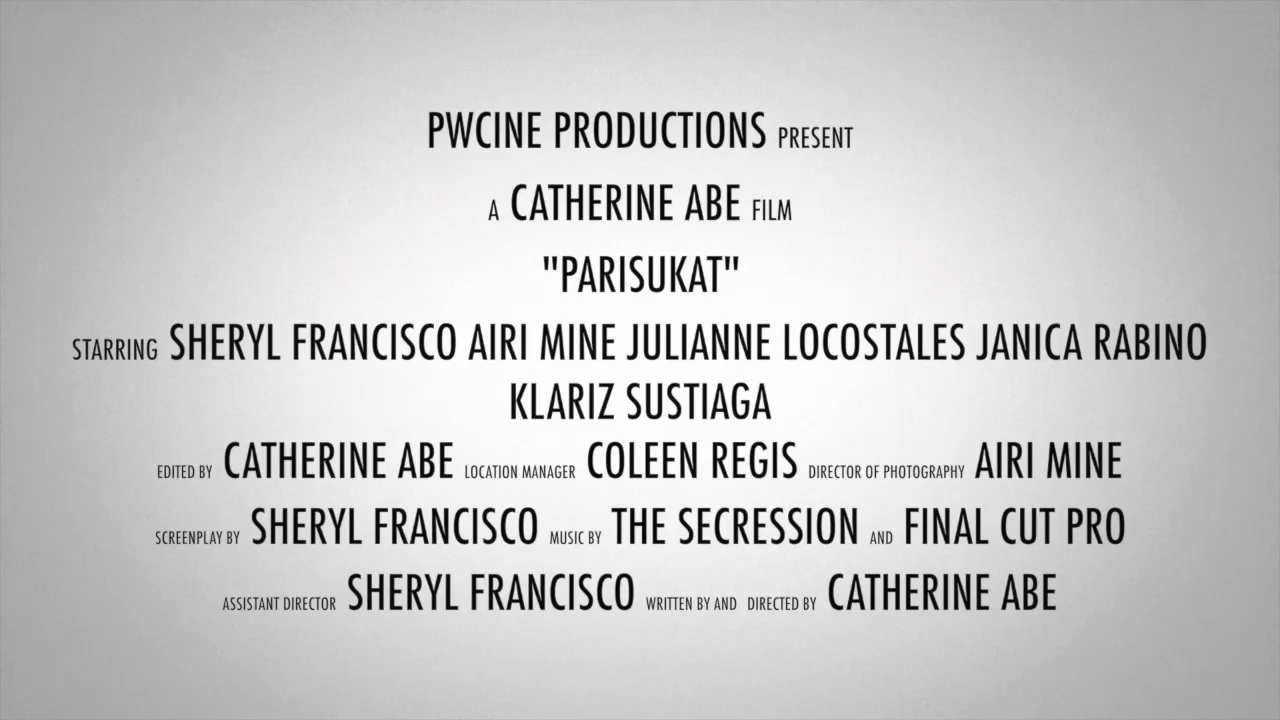 PWCINE PRODUCTIONS PRESENT
A CATHERINE ABE FILM
"PARISUKAT"
STARRING SHERYL FRANCISCO AIRI MINE JULIANNE LOCOSTALES JANICA RABINO
KLARIZ SUSTIAGA
EDITED BY CATHERINE ABE LOCATION MANAGER COLEEN REGIS DIRECTOR OF PHOTOGRAPHY AIRI MINE
SCREENPLAY BY SHERYL FRANCISCO MUSIC BY THE SECRESSION AND FINAL CUT PRO
ASSISTANT DIRECTOR SHERYL FRANCISCO WRITTEN BY AND DIRECTED BY CATHERINE ABE